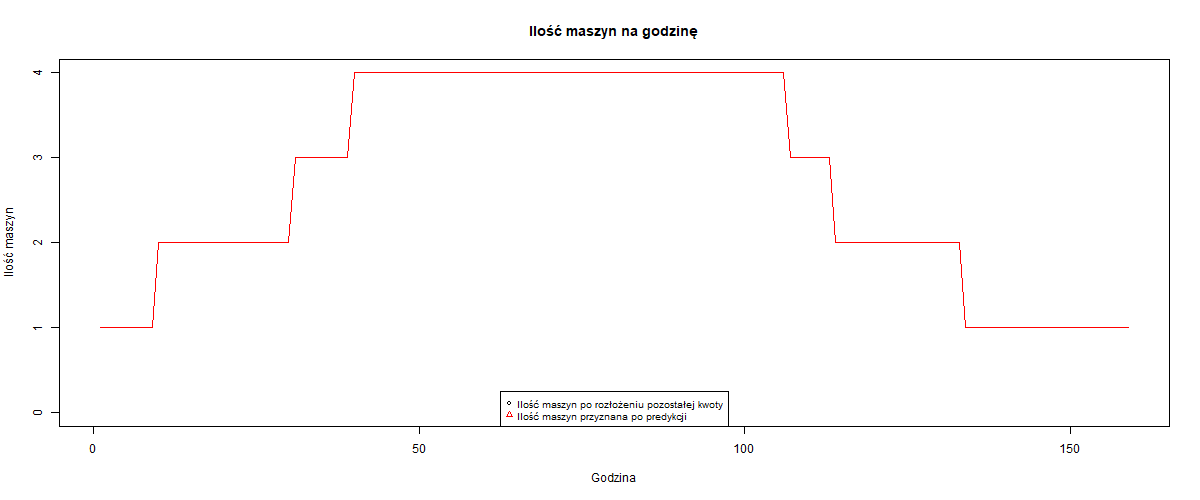 Ilość maszyn na godzinę
Ilość maszyn
4
3
2
1
0
Ilość maszyn po rozłożeniu pozostałej kwoty
Ilość maszyn przyznana po predykcji
0 50 100 150
Godzina